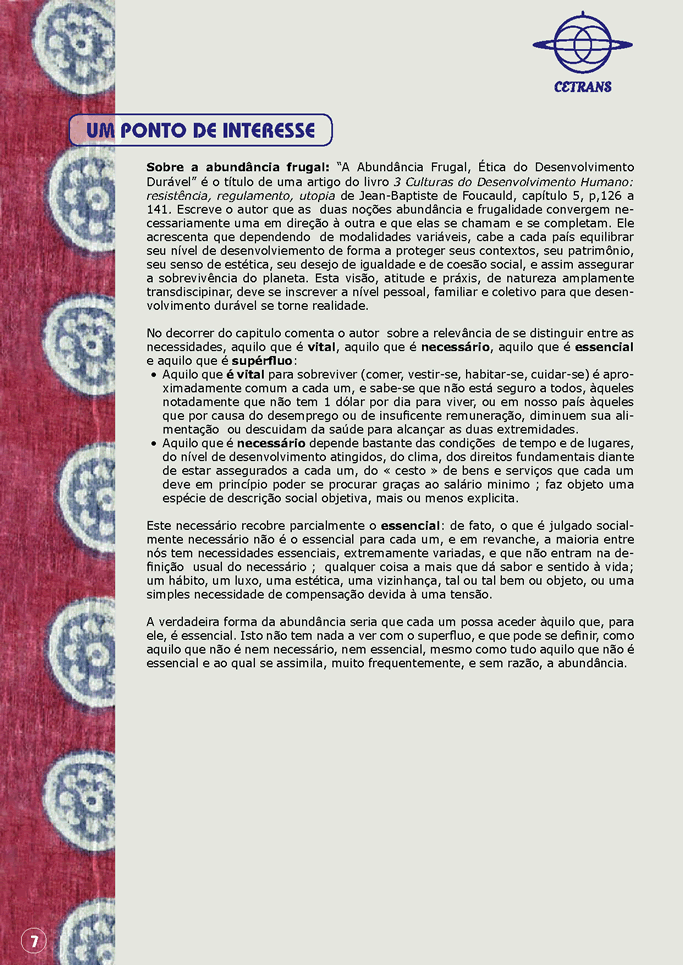 CETRANS
UM PONTO DE INTERESSE
Sobre a abundância frugal: “A Abundância Frugal, Ética do Desenvolvimento
Durável” é o título de uma artigo do livro 3 Culturas do Desenvolvimento Humano:
resistência, regulamento, utopia de Jean-Baptiste de Foucauld, capítulo 5, p,126 a
141. Escreve o autor que as duas noções abundância e frugalidade convergem ne-
cessariamente uma em direção à outra e que elas se chamam e se completam. Ele
acrescenta que dependendo de modalidades variáveis, cabe a cada país equilibrar
seu nível de desenvolviemento de forma a proteger seus contextos, seu patrimônio,
seu senso de estética, seu desejo de igualdade e de coesão social, e assim assegurar
a sobrevivência do planeta. Esta visão, atitude e práxis, de natureza amplamente
transdiscipinar, deve se inscrever a nível pessoal, familiar e coletivo para que desen-
volvimento durável se torne realidade.
No decorrer do capitulo comenta o autor sobre a relevância de se distinguir entre as
necessidades, aquilo que é vital, aquilo que é necessário, aquilo que é essencial
e aquilo que é supérfluo:
• Aquilo que é vital para sobreviver (comer, vestir-se, habitar-se, cuidar-se) é apro-
ximadamente comum a cada um, e sabe-se que não está seguro a todos, àqueles
notadamente que não tem 1 dólar por dia para viver, ou em nosso país àqueles
que por causa do desemprego ou de insuficente remuneração, diminuem sua ali-
mentação ou descuidam da saúde para alcançar as duas extremidades.
• Aquilo que é necessário depende bastante das condições de tempo e de lugares,
do nível de desenvolvimento atingidos, do clima, dos direitos fundamentais diante
de estar assegurados a cada um, do « cesto » de bens e serviços que cada um
deve em princípio poder se procurar graças ao salário minimo ; faz objeto uma
espécie de descrição social objetiva, mais ou menos explicita.
Este necessário recobre parcialmente o essencial: de fato, o que é julgado social-
mente necessário não é o essencial para cada um, e em revanche, a maioria entre
nós tem necessidades essenciais, extremamente variadas, e que não entram na de-
finição usual do necessário ; qualquer coisa a mais que dá sabor e sentido à vida;
um hábito, um luxo, uma estética, uma vizinhança, tal ou tal bem ou objeto, ou uma
simples necessidade de compensação devida à uma tensão.
A verdadeira forma da abundância seria que cada um possa aceder àquilo que, para
ele, é essencial. Isto não tem nada a ver com o superfluo, e que pode se definir, como
aquilo que não é nem necessário, nem essencial, mesmo como tudo aquilo que não é
essencial e ao qual se assimila, muito frequentemente, e sem razão, a abundância.
7